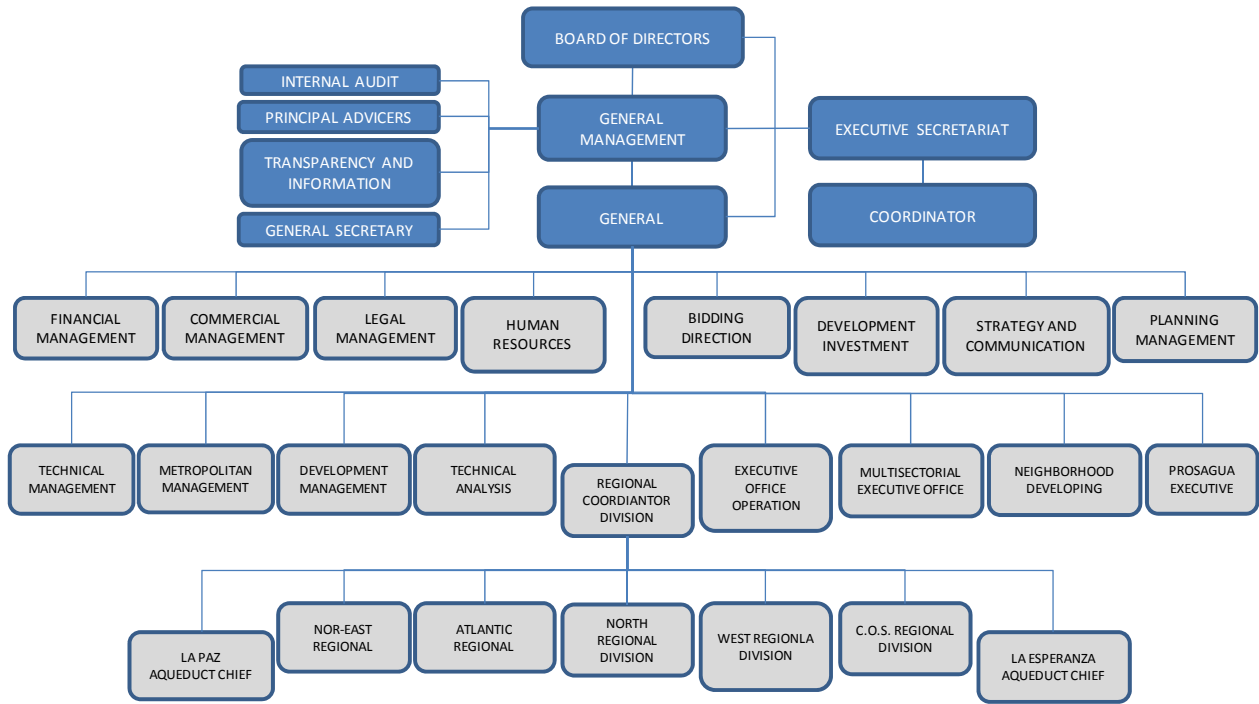 BOARD OF DIRECTORS
INTERNAL AUDIT
PRINCIPAL ADVICERS
TRANSPARENCY AND
INFORMATION
GENERAL SECRETARY
GENERAL
MANAGEMENT
GENERAL
EXECUTIVE SECRETARIAT
COORDINATOR
FINANCIAL
MANAGEMENT
COMMERCIAL
MANAGEMENT
LEGAL
MANAGEMENT
HUMAN
RESOURCES
BIDDING
DIRECTION
DEVELOPMENT
INVESTMENT
STRATEGY AND
COMMUNICATION
PLANNING
MANAGEMENT
TECHNICAL
MANAGEMENT
METROPOLITAN
MANAGEMENT
DEVELOPMENT
MANAGEMENT
TECHNICAL
ANALYSIS
REGIONAL
COORDIANTOR
DIVISION
EXECUTIVE
OFFICE
OPERATION
MULTISECTORIAL
EXECUTIVE OFFICE
NEIGHBORHOOD
DEVELOPING
PROSAGUA
EXECUTIVE
LA PAZ
AQUEDUCT CHIEF
NOR-EAST
REGIONAL
ATLANTIC
REGIONAL
NORTH
REGIONAL
DIVISION
WEST REGIONLA
DIVISION
C.O.S. REGIONAL
DIVISION
LA ESPERANZA
AQUEDUCT CHIEF